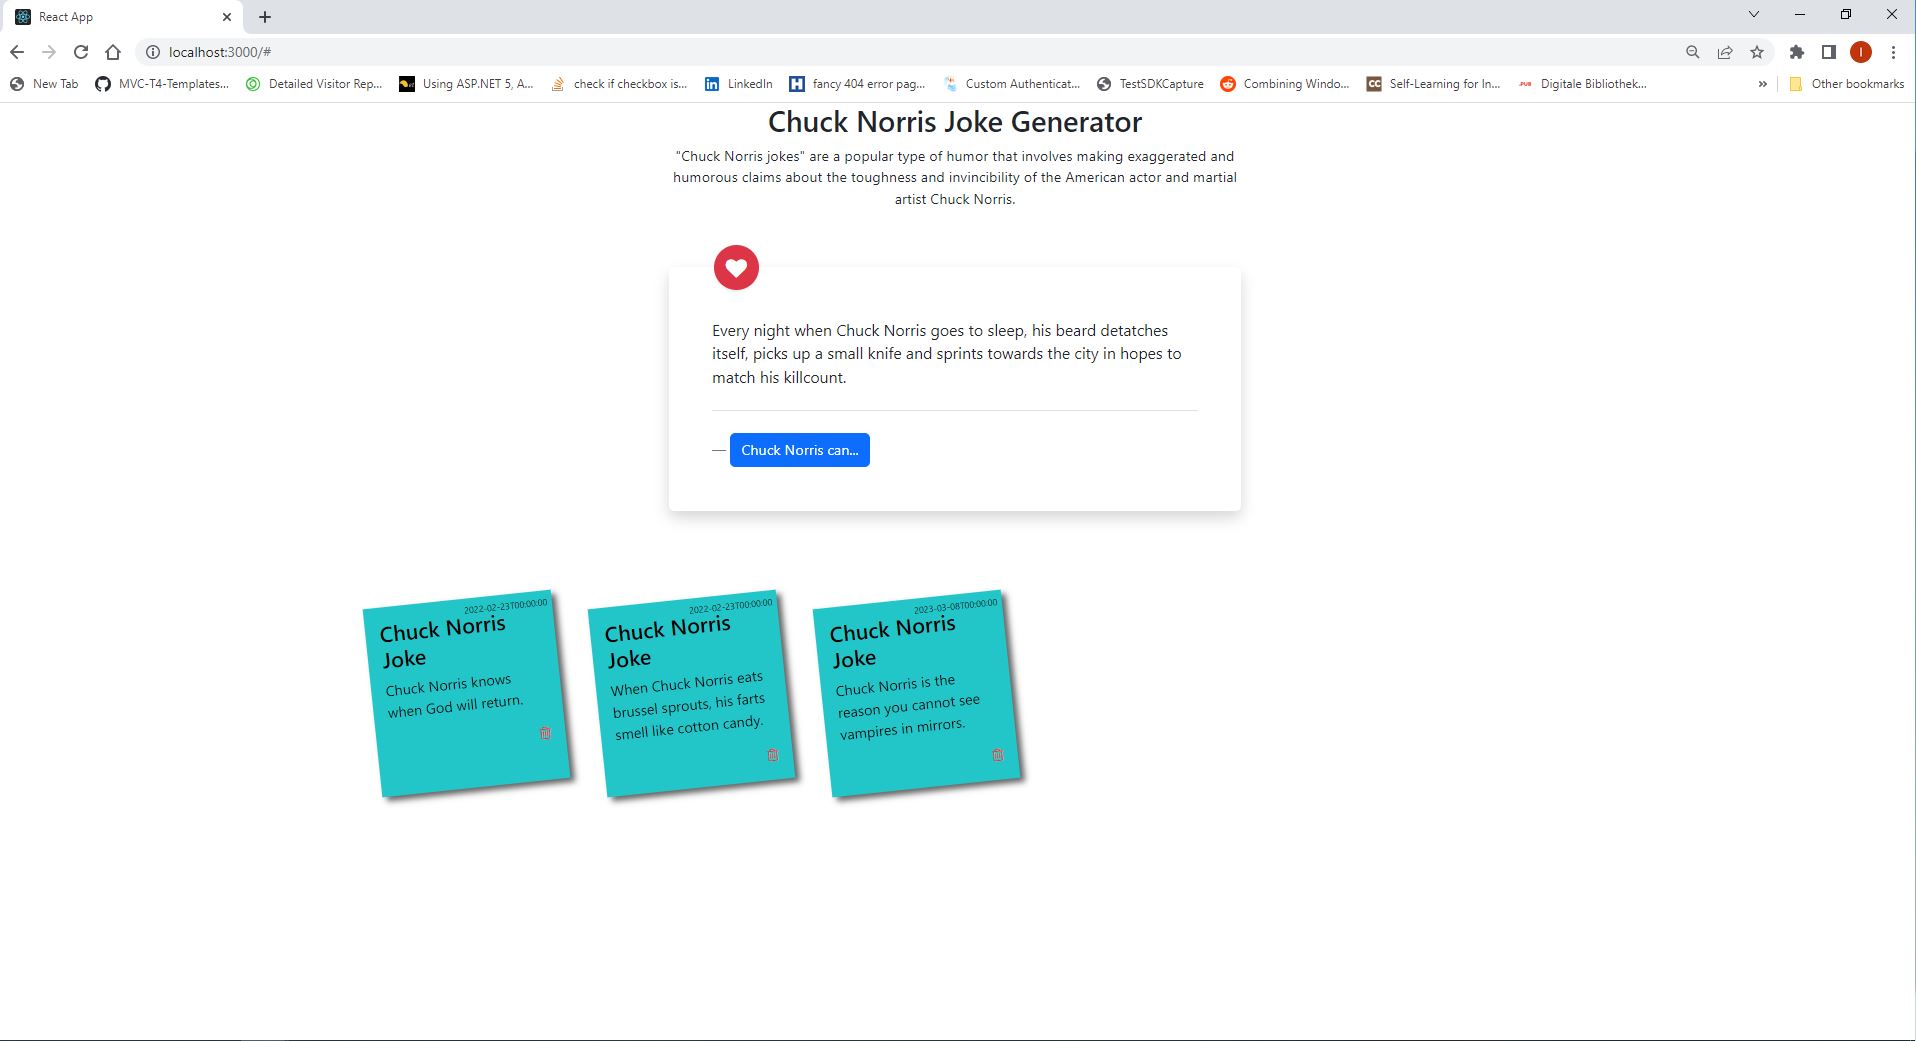 React App
localhost:3000/#
New Tab
MVC-T4-Templates...
Detailed Visitor Rep...
Using ASP.NET 5, A...
check if checkbox is...
LinkedIn
fancy 404 error pag...
Custom Authenticat...
TestSDKCapture
Combining Windo...
Self-Learning for In...
Digitale Bibliothek...
»
Other bookmarks
Chuck Norris Joke Generator
"Chuck Norris jokes" are a popular type of humor that involves making exaggerated and
humorous claims about the toughness and invincibility of the American actor and martial
artist Chuck Norris.
Every night when Chuck Norris goes to sleep, his beard detatches
itself, picks up a small knife and sprints towards the city in hopes to
match his killcount.
— Chuck Norris can...
2022-02-23T00:00:00
Chuck Norris
Joke
Chuck Norris knows
when God will return.
2022-02-23T00:00:00
Chuck Norris
Joke
When Chuck Norris eats
brussel sprouts, his farts
smell like cotton candy.
2023-03-08T00:00:00
Chuck Norris
Joke
Chuck Norris is the
reason you cannot see
vampires in mirrors.